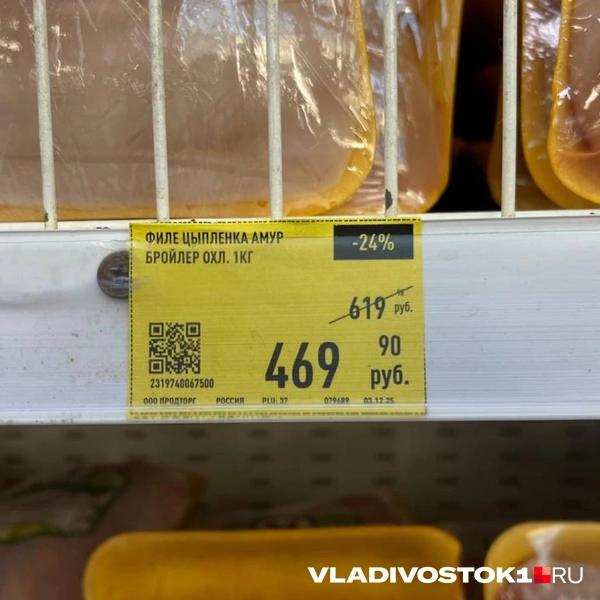 ФИЛЕ ЦЫПЛЕНКА АМУР
БРОЙЛЕР ОХЛ. 1КГ
-24%
619 руб.
469 90 руб.
2319740067500
ООО ПРОДТОРГ РОССИЯ PLU: 37 079689 03.12.25
VLADIVOSTOK1.RU